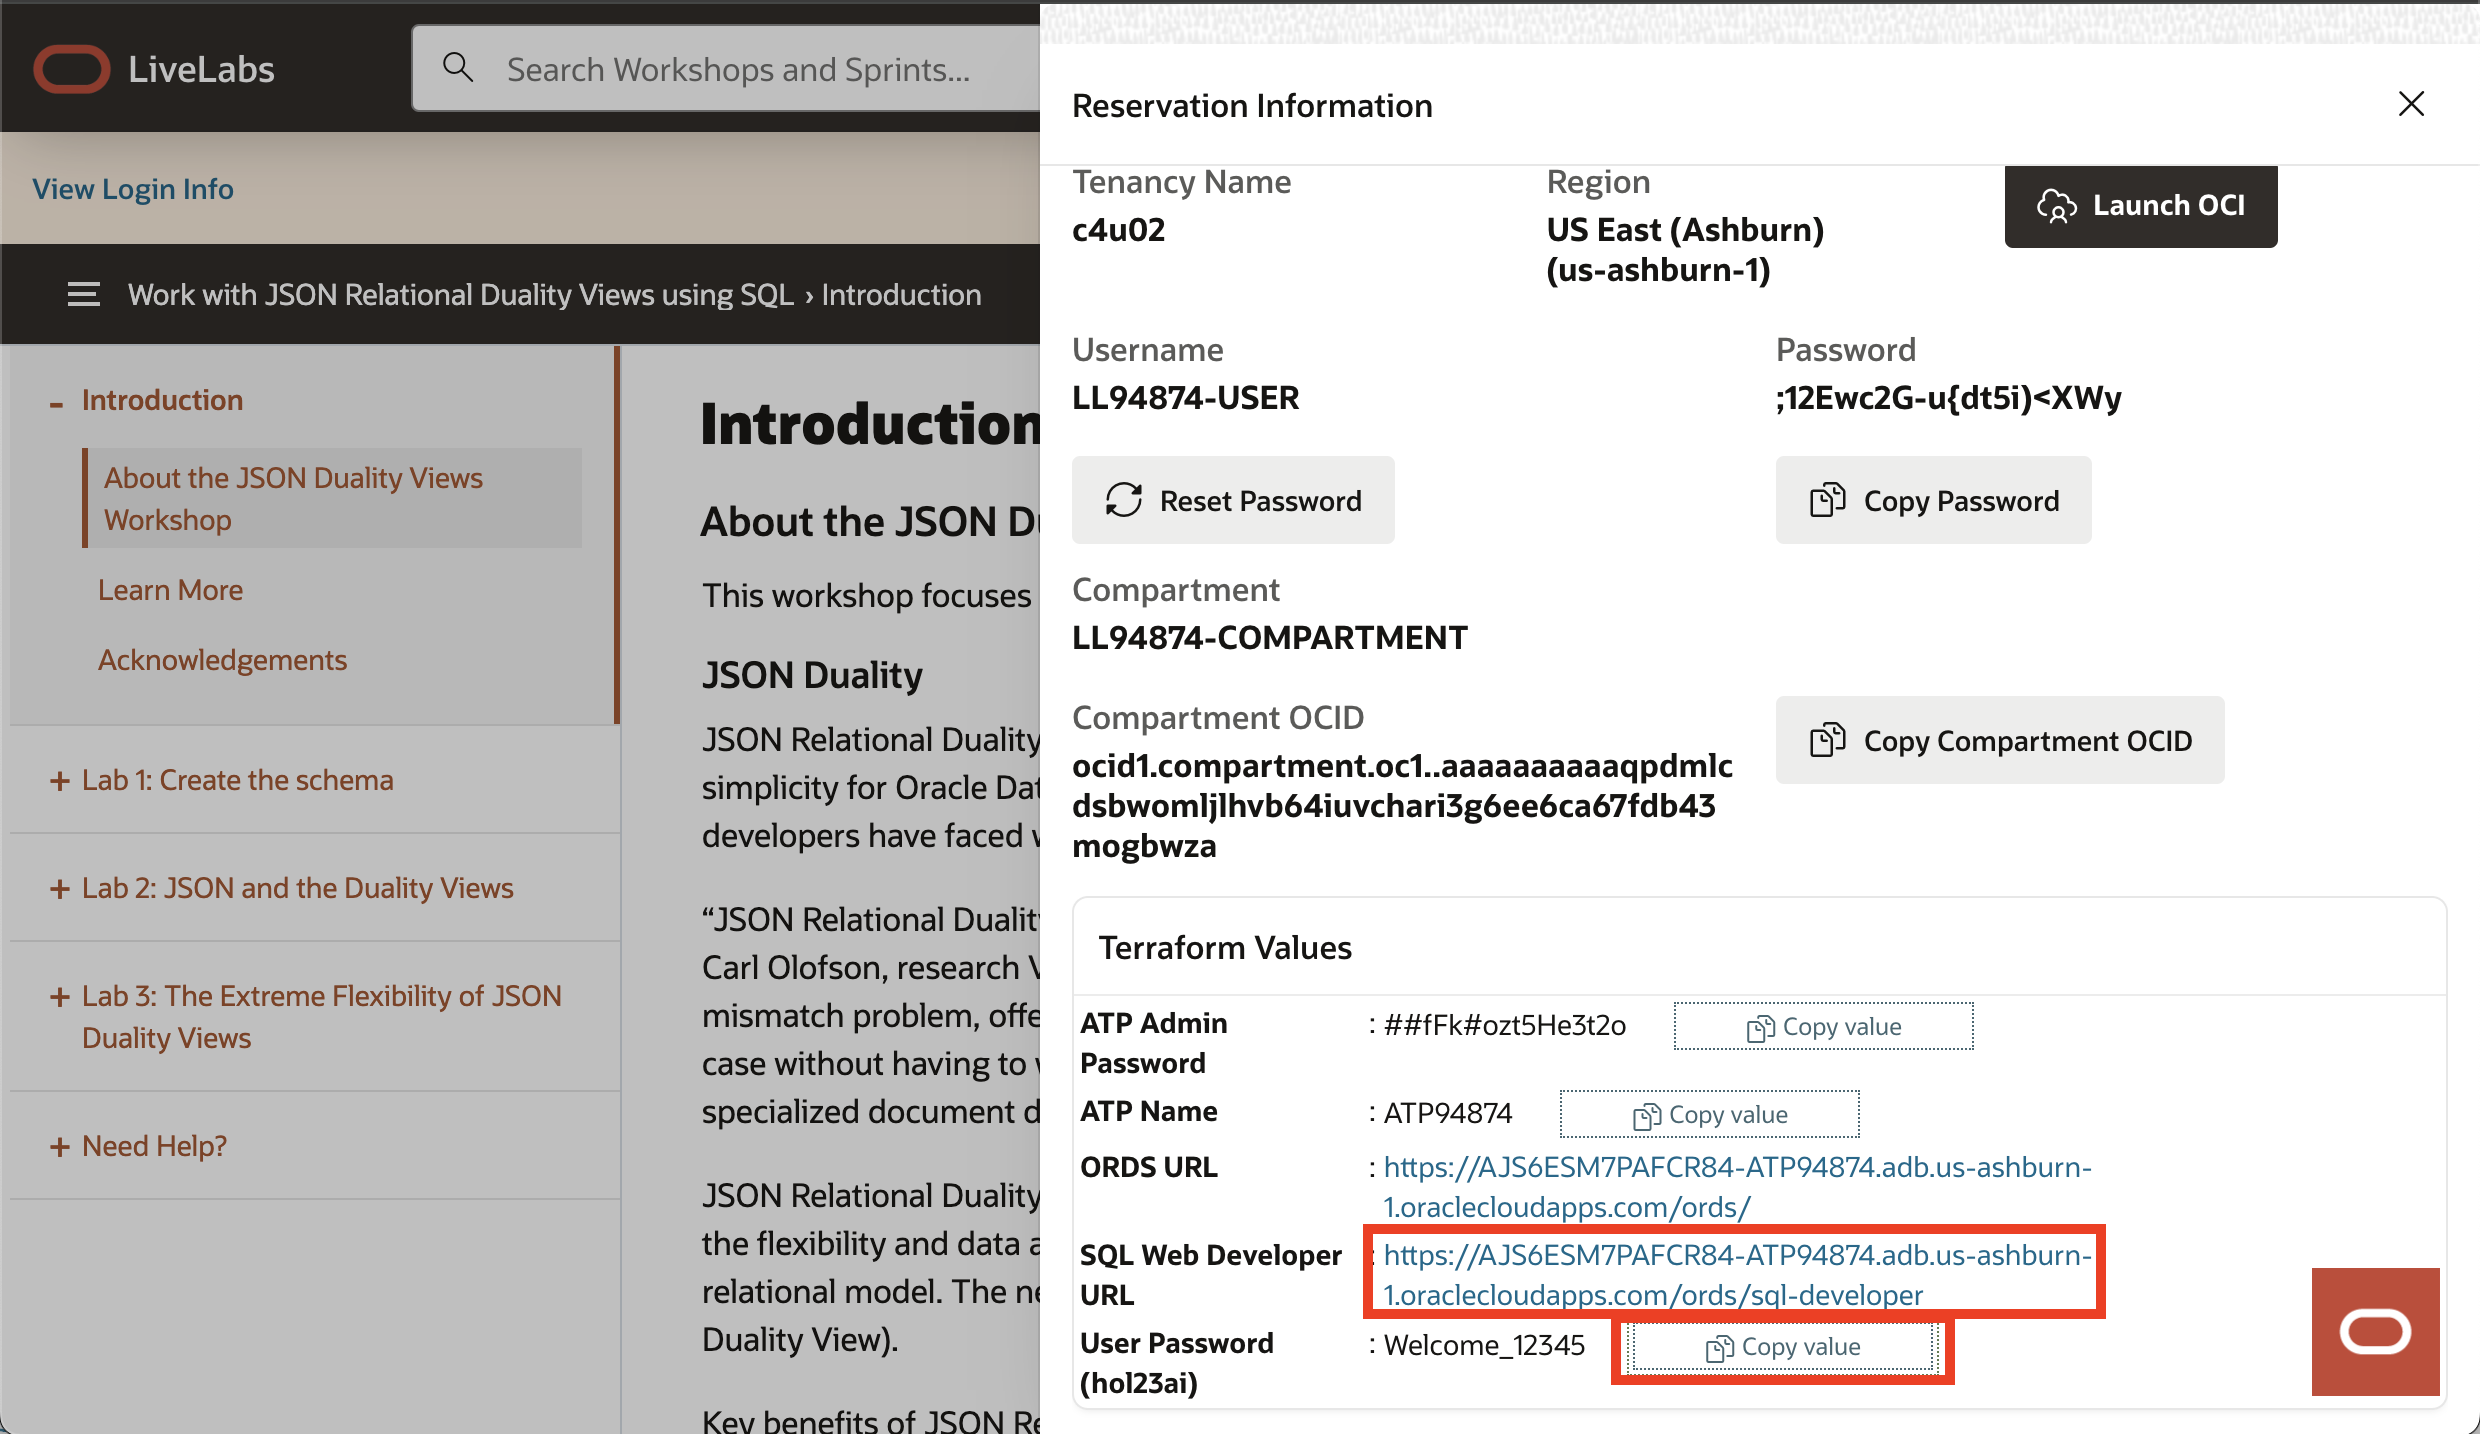 LiveLabs
Search Workshops and Sprints...
View Login Info
Work with JSON Relational Duality Views using SQL › Introduction
- Introduction
About the JSON Duality Views
Workshop
Learn More
Acknowledgements
+ Lab 1: Create the schema
+ Lab 2: JSON and the Duality Views
+ Lab 3: The Extreme Flexibility of JSON
Duality Views
+ Need Help?
Introduction
About the JSON Du
This workshop focuses
JSON Duality
JSON Relational Duality
simplicity for Oracle Dat
developers have faced w
“JSON Relational Duality
Carl Olofson, research V
mismatch problem, offe
case without having to w
specialized document d
JSON Relational Duality
the flexibility and data a
relational model. The ne
Duality View).
Key benefits of JSON Re
Reservation Information
Tenancy Name
c4u02
Region
US East (Ashburn)
(us-ashburn-1)
Launch OCI
Username
LL94874-USER
Password
;12Ewc2G-u{dt5i)<XWy
Reset Password
Copy Password
Compartment
LL94874-COMPARTMENT
Compartment OCID
ocid1.compartment.oc1..aaaaaaaaaaqpdmlc
dsbwomljlhvb64iuvchari3g6ee6ca67fdb43
mogbwza
Copy Compartment OCID
Terraform Values
ATP Admin
Password
: ##fFk#ozt5He3t2o
Copy value
ATP Name
: ATP94874
Copy value
ORDS URL
: https://AJS6ESM7PAFCR84-ATP94874.adb.us-ashburn-
1.oraclecloudapps.com/ords/
SQL Web Developer
URL
: https://AJS6ESM7PAFCR84-ATP94874.adb.us-ashburn-
1.oraclecloudapps.com/ords/sql-developer
User Password
(hol23ai)
: Welcome_12345
Copy value